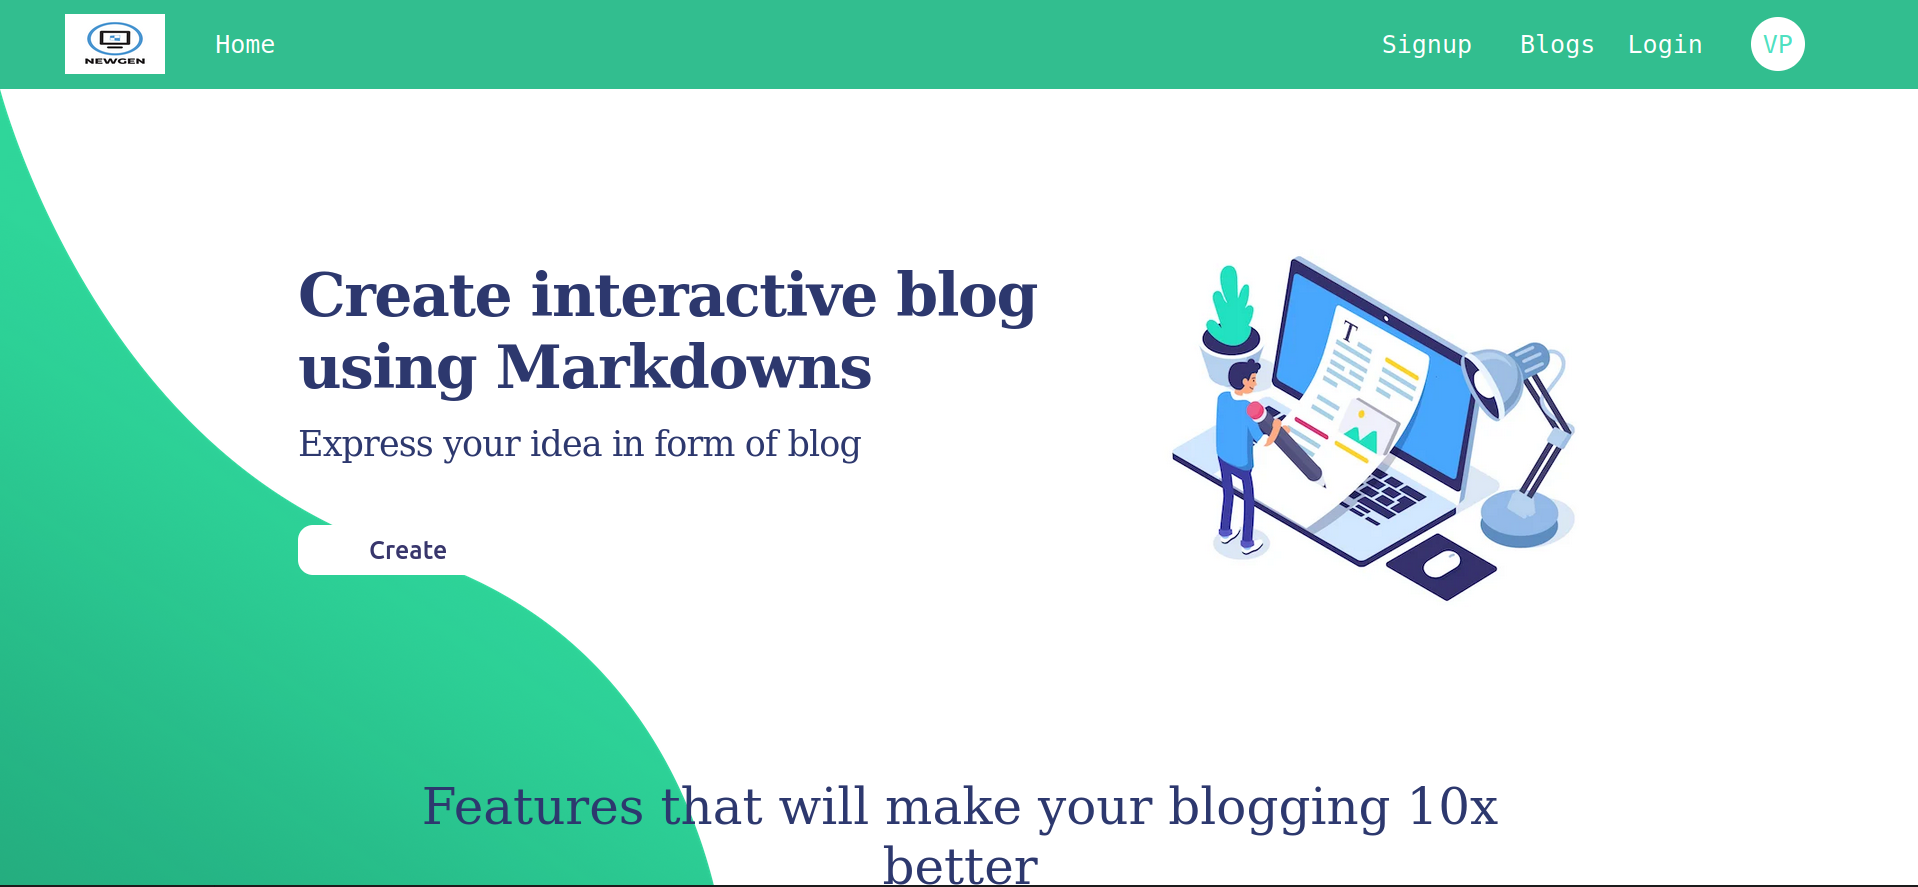 NEWGEN
Home
Signup
Blogs
Login
VP
Create interactive blog
using Markdowns
Express your idea in form of blog
T
Create
Features that will make your blogging 10x
better